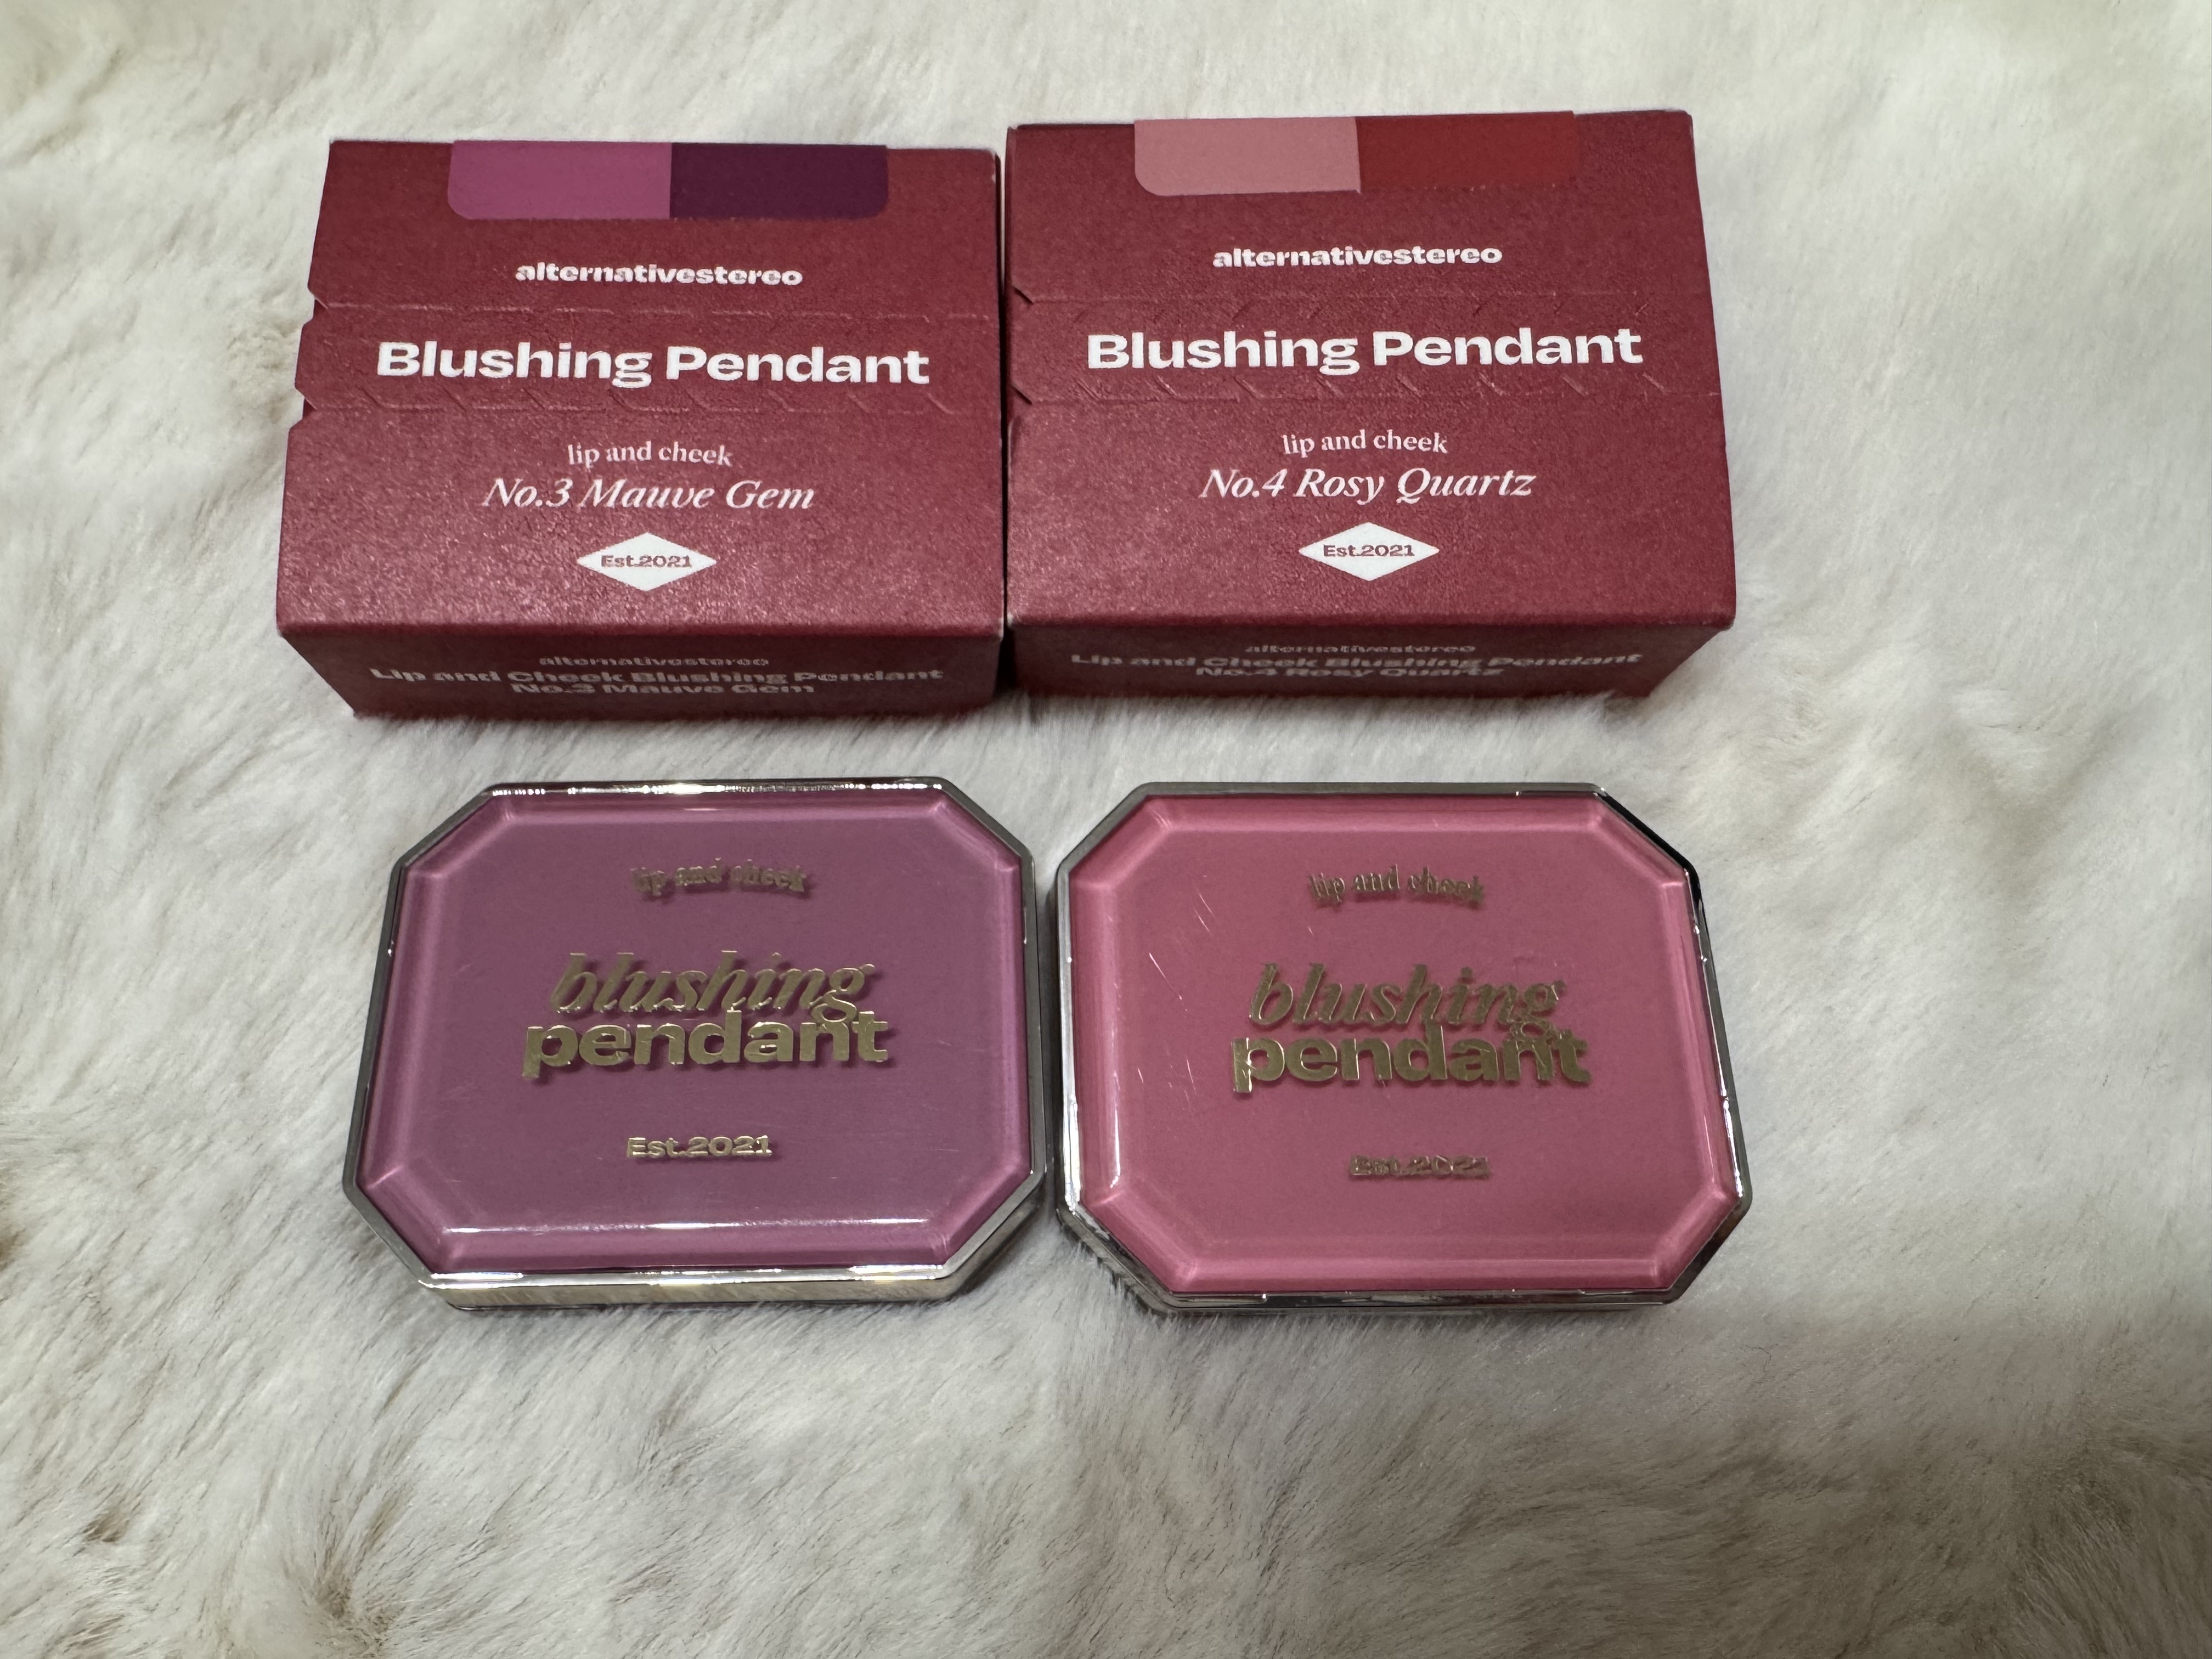 alternativestereo
Blushing Pendant
lip and cheek
No.3 Mauve Gem
Est.2021
alternativestereo
Lip and Cheek Blushing Pendant
No.3 Mauve Gem
alternativestereo
Blushing Pendant
lip and cheek
No.4 Rosy Quartz
Est.2021
alternativestereo
Lip and Cheek Blushing Pendant
No.4 Rosy Quartz
lip and cheek
blushing
pendant
Est.2021
lip and cheek
blushing
pendant
Est.2021